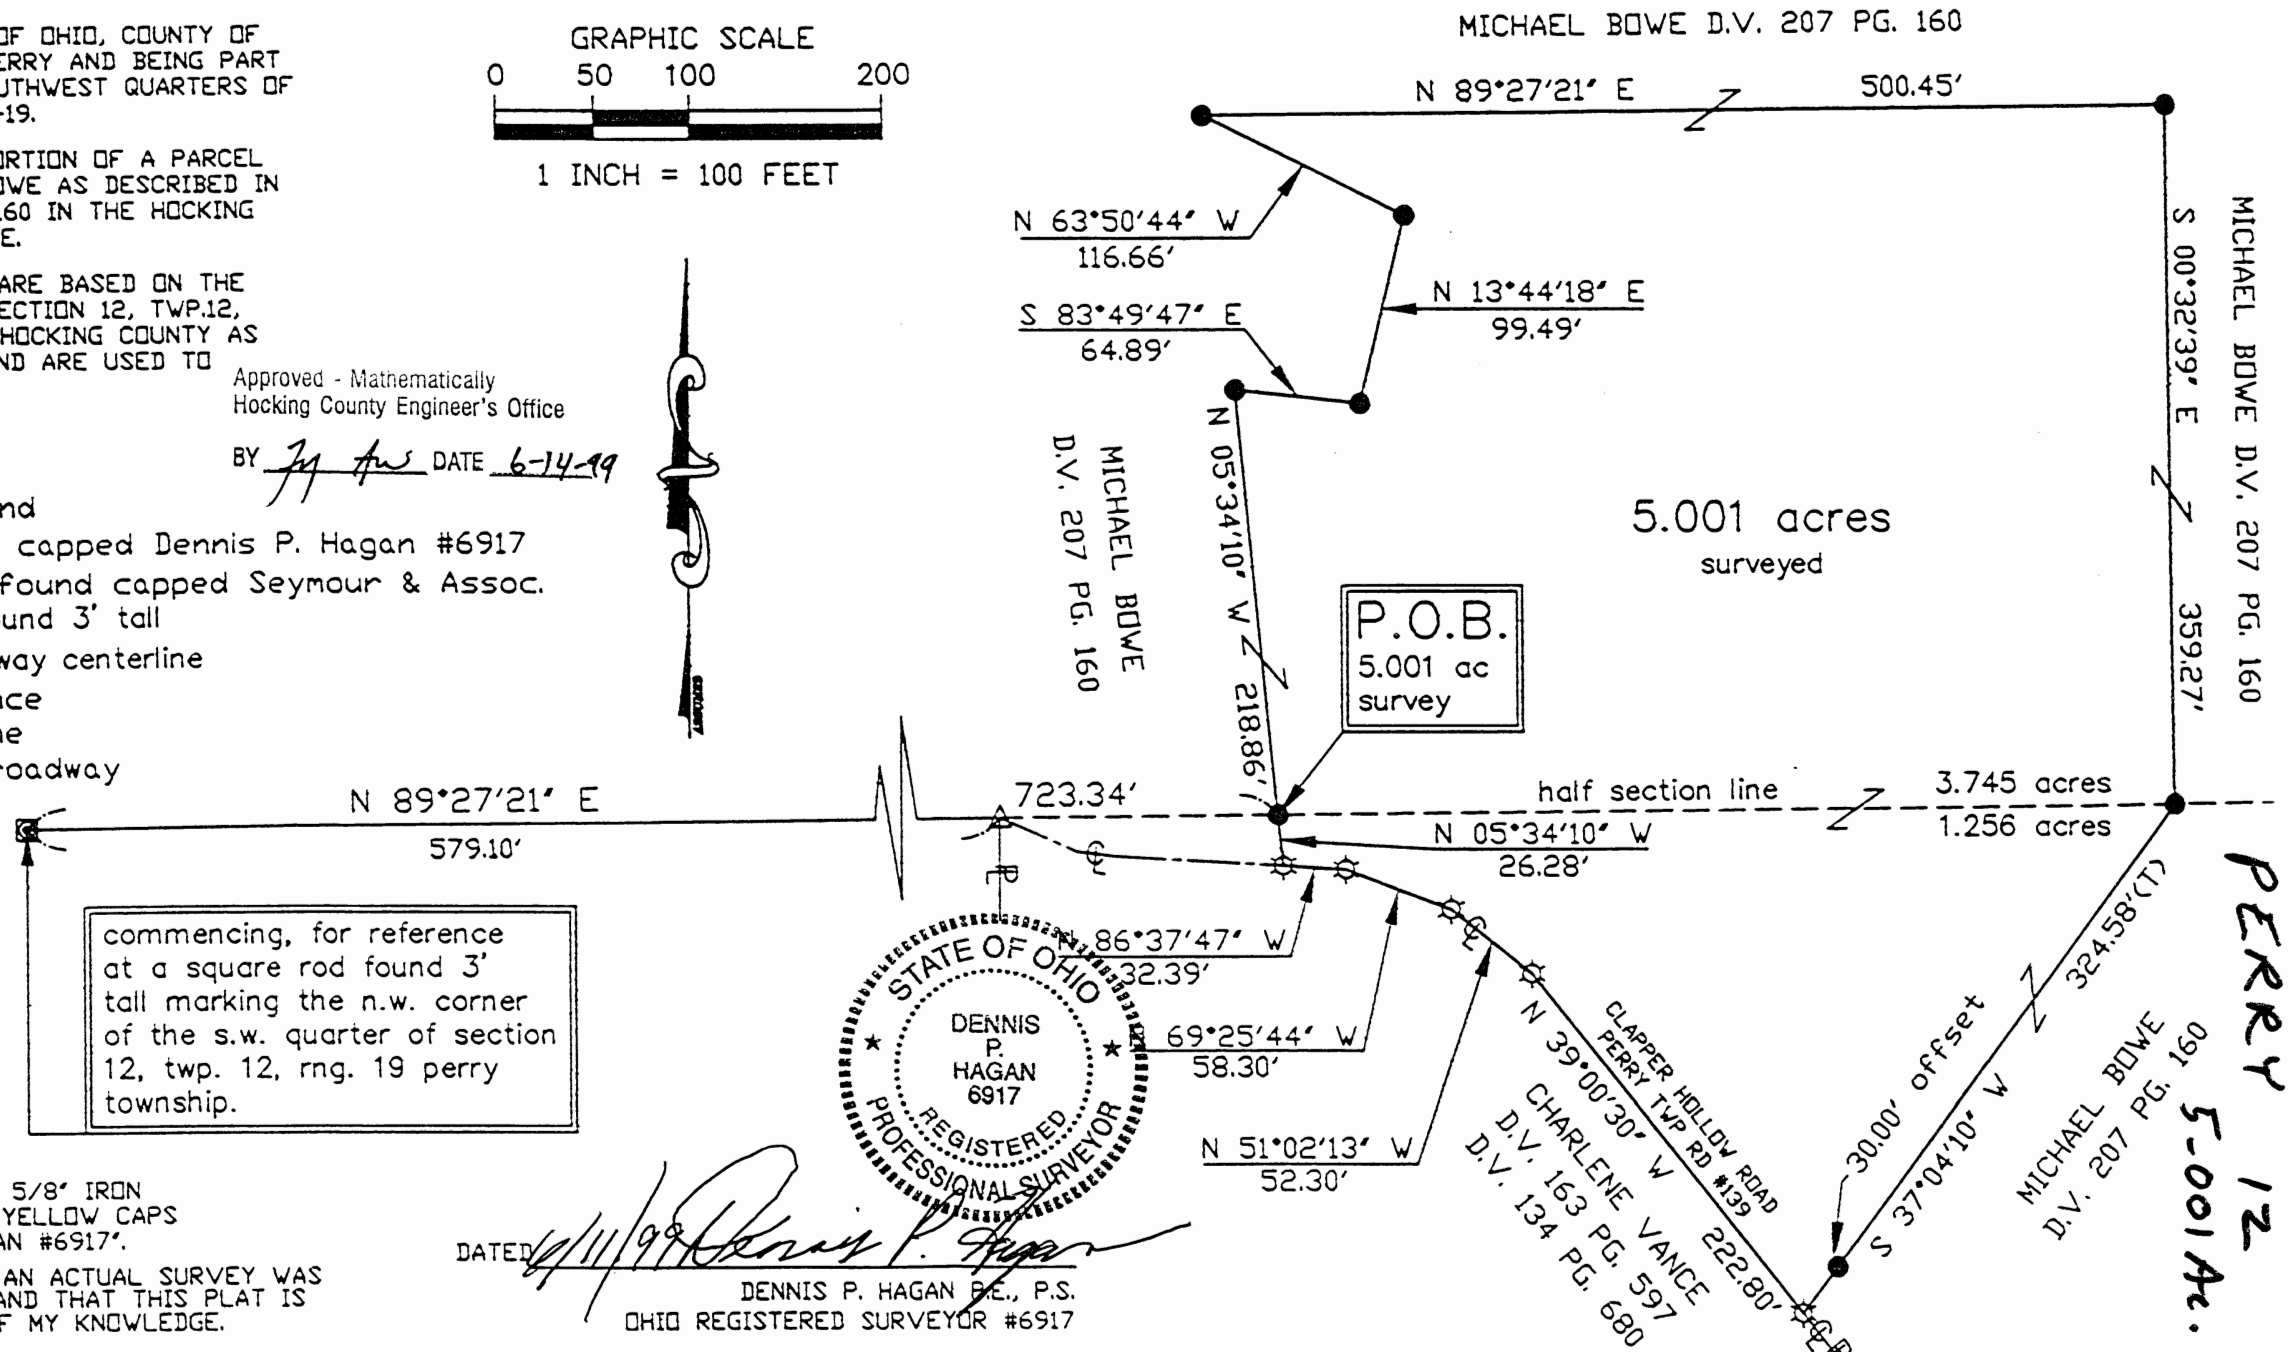 OF OHIO, COUNTY OF
ERRY AND BEING PART
UTHWEST QUARTERS OF
-19.
ORTION OF A PARCEL
OWE AS DESCRIBED IN
160 IN THE HOCKING
E.
ARE BASED ON THE
ECTION 12, TWP.12,
HOCKING COUNTY AS
ND ARE USED TO
GRAPHIC SCALE
0 50 100 200
1 INCH = 100 FEET
Approved - Mathematically
Hocking County Engineer's Office
BY DATE 6-14-99
nd
capped Dennis P. Hagan #6917
found capped Seymour & Assoc.
und 3' tall
way centerline
nce
ne
roadway
MICHAEL BOWE D.V. 207 PG. 160
N 89°27'21" E 500.45'
N 63°50'44" W
116.66'
N 13°44'18" E
99.49'
S 83°49'47" E
64.89'
S 00°32'39" E 359.27'
MICHAEL BOWE D.V. 207 PG. 160
N 05°34'10" W 218.86'
MICHAEL BOWE
D.V. 207 PG. 160
5.001 acres
surveyed
P.O.B.
5.001 ac
survey
N 89°27'21" E
579.10'
723.34'
half section line
3.745 acres
1.256 acres
N 05°34'10" W
26.28'
PL
commencing, for reference
at a square rod found 3'
tall marking the n.w. corner
of the s.w. quarter of section
12, twp. 12, rng. 19 perry
township.
N 86°37'47" W
32.39'
N 69°25'44" W
58.30'
N 51°02'13" W
52.30'
N 39°00'30" W 222.80'
CLAPPER HOLLOW ROAD
PERRY TWP RD #139
CHARLENE VANCE
D.V. 163 PG. 597
D.V. 134 PG. 680
324.58'(T)
S 37°04'10" W
30.00' offset
MICHAEL BOWE
D.V. 207 PG. 160
PERRY 12
5-001 Ac.
STATE OF OHIO
DENNIS
P.
HAGAN
6917
REGISTERED
PROFESSIONAL SURVEYOR
5/8" IRON
YELLOW CAPS
AN #6917".
AN ACTUAL SURVEY WAS
AND THAT THIS PLAT IS
F MY KNOWLEDGE.
DATED 6/11/99 Dennis P. Hagan
DENNIS P. HAGAN P.E., P.S.
OHIO REGISTERED SURVEYOR #6917